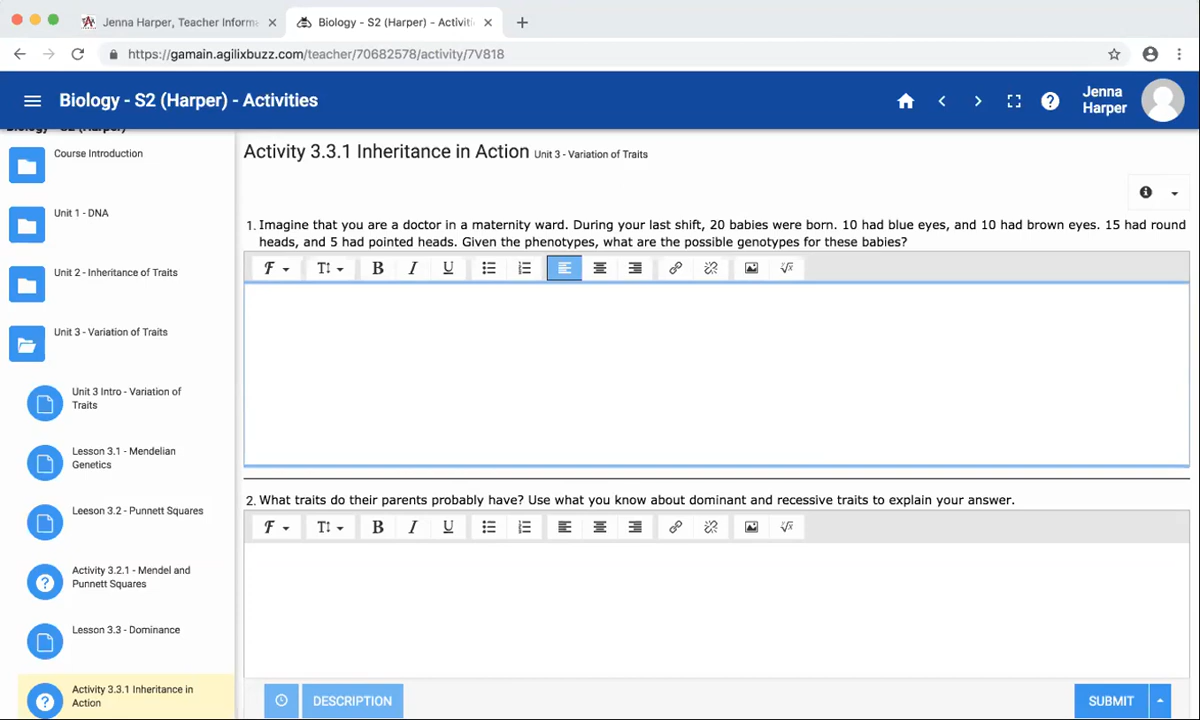 Jenna Harper, Teacher Inform
Biology - S2 (Harper) - Activiti
https://gamain.agilixbuzz.com/teacher/70682578/activity/7V818
Biology - S2 (Harper) - Activities
Jenna
Harper
Biology - S2 (Harper)
Course Introduction
Unit 1 - DNA
Unit 2 - Inheritance of Traits
Unit 3 - Variation of Traits
Unit 3 Intro - Variation of
Traits
Lesson 3.1 - Mendelian
Genetics
Leeson 3.2 - Punnett Squares
Activity 3.2.1 - Mendel and
Punnett Squares
Lesson 3.3 - Dominance
Activity 3.3.1 Inheritance in
Action
Activity 3.3.1 Inheritance in Action Unit 3 - Variation of Traits
1. Imagine that you are a doctor in a maternity ward. During your last shift, 20 babies were born. 10 had blue eyes, and 10 had brown eyes. 15 had round
heads, and 5 had pointed heads. Given the phenotypes, what are the possible genotypes for these babies?
F T B I U √x
2. What traits do their parents probably have? Use what you know about dominant and recessive traits to explain your answer.
F T B I U √x
DESCRIPTION
SUBMIT